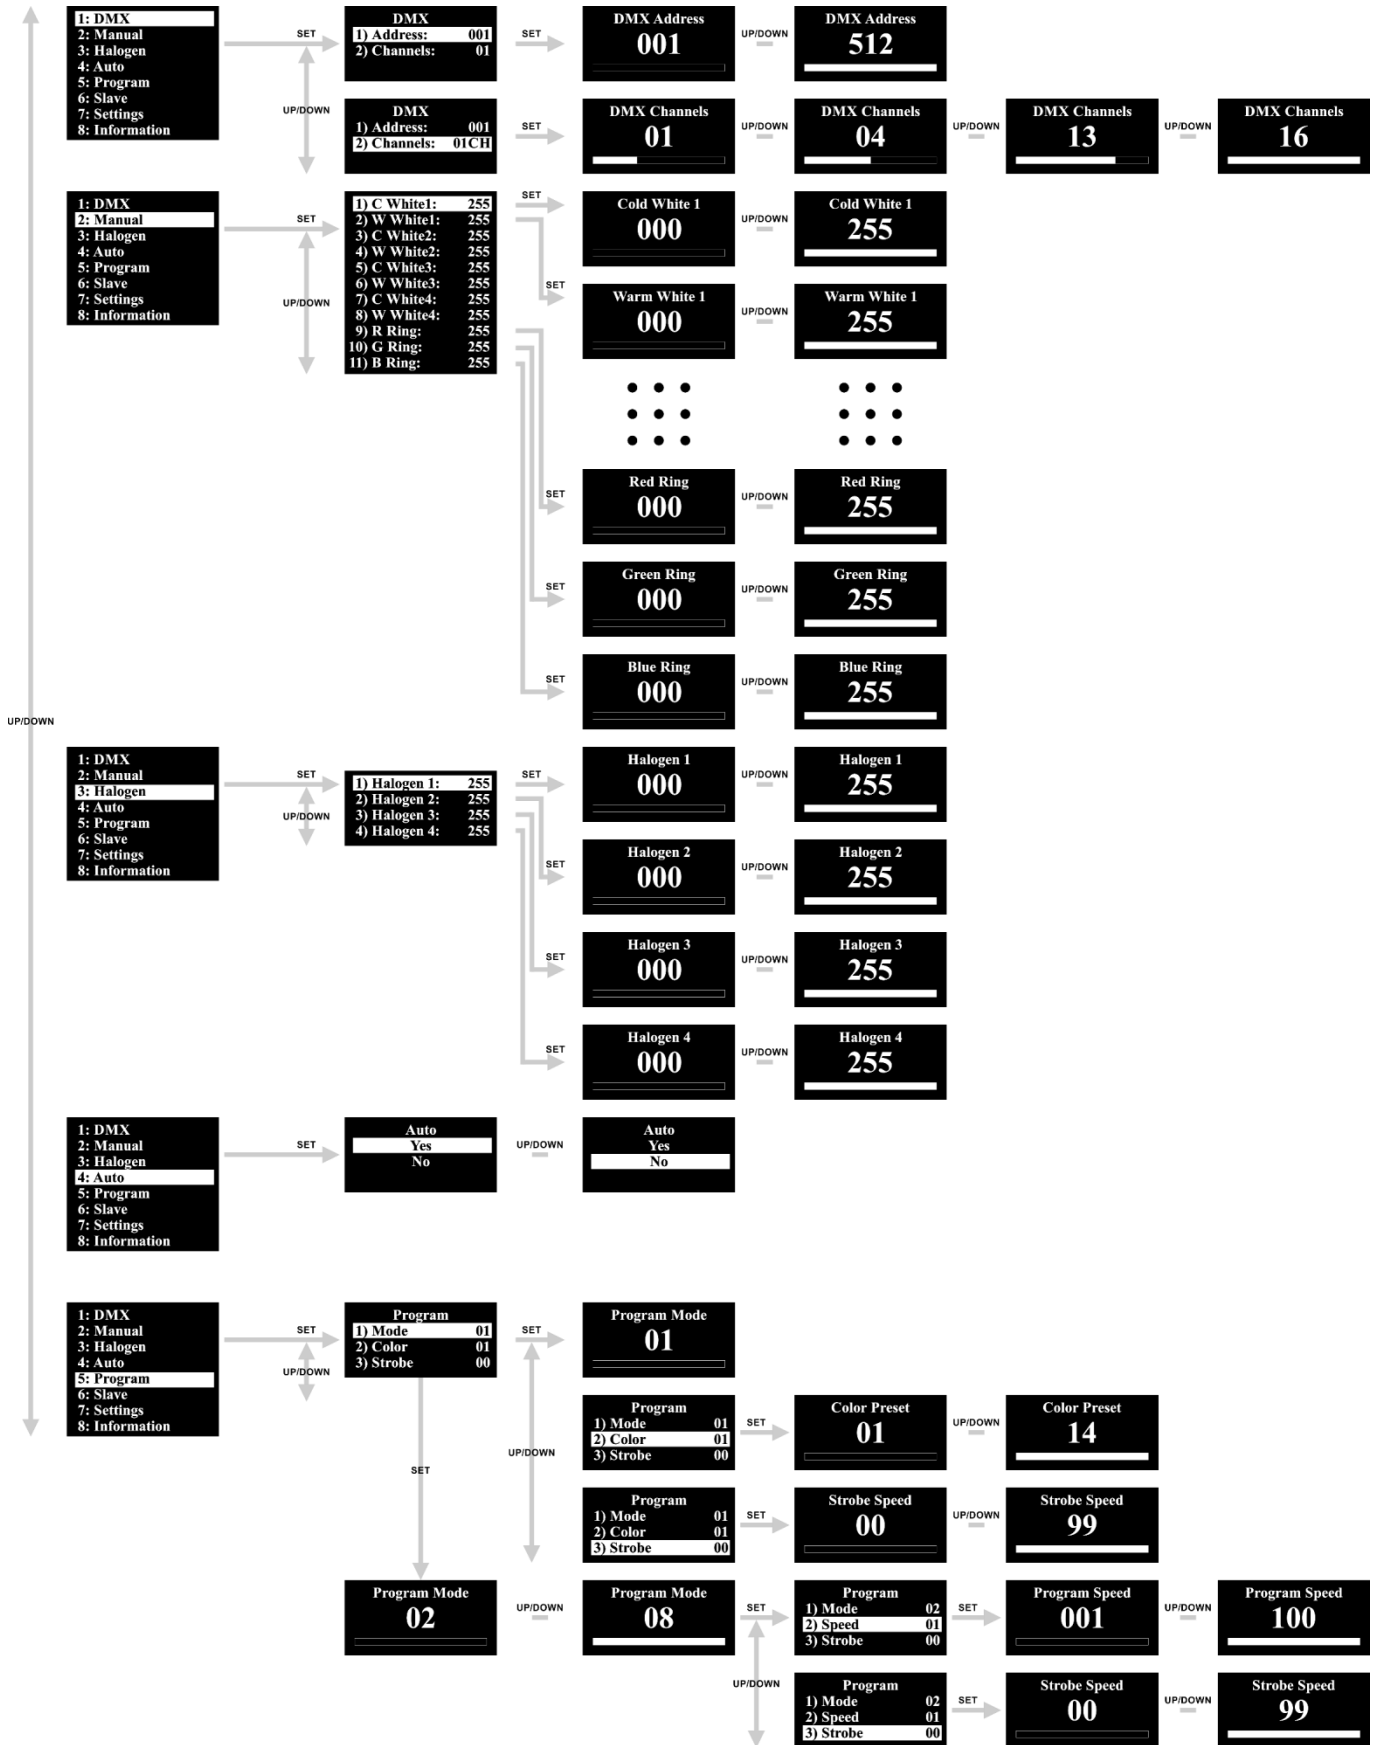 1: DMX
2: Manual
3: Halogen
4: Auto
5: Program
6: Slave
7: Settings
8: Information
SET
UP/DOWN
DMX
1) Address: 001
2) Channels: 01
SET
DMX Address
001
UP/DOWN
DMX Address
512
DMX
1) Address: 001
2) Channels: 01CH
SET
DMX Channels
01
UP/DOWN
DMX Channels
04
UP/DOWN
DMX Channels
13
UP/DOWN
DMX Channels
16
1: DMX
2: Manual
3: Halogen
4: Auto
5: Program
6: Slave
7: Settings
8: Information
SET
UP/DOWN
1) C White1: 255
2) W White1: 255
3) C White2: 255
4) W White2: 255
5) C White3: 255
6) W White3: 255
7) C White4: 255
8) W White4: 255
9) R Ring: 255
10) G Ring: 255
11) B Ring: 255
SET
Cold White 1
000
UP/DOWN
Cold White 1
255
SET
Warm White 1
000
UP/DOWN
Warm White 1
255
SET
Red Ring
000
UP/DOWN
Red Ring
255
SET
Green Ring
000
UP/DOWN
Green Ring
255
SET
Blue Ring
000
UP/DOWN
Blue Ring
255
UP/DOWN
1: DMX
2: Manual
3: Halogen
4: Auto
5: Program
6: Slave
7: Settings
8: Information
SET
UP/DOWN
1) Halogen 1: 255
2) Halogen 2: 255
3) Halogen 3: 255
4) Halogen 4: 255
SET
Halogen 1
000
UP/DOWN
Halogen 1
255
SET
Halogen 2
000
UP/DOWN
Halogen 2
255
SET
Halogen 3
000
UP/DOWN
Halogen 3
255
SET
Halogen 4
000
UP/DOWN
Halogen 4
255
1: DMX
2: Manual
3: Halogen
4: Auto
5: Program
6: Slave
7: Settings
8: Information
SET
Auto
Yes
No
UP/DOWN
Auto
Yes
No
1: DMX
2: Manual
3: Halogen
4: Auto
5: Program
6: Slave
7: Settings
8: Information
SET
UP/DOWN
Program
1) Mode 01
2) Color 01
3) Strobe 00
SET
Program Mode
01
UP/DOWN
Program
1) Mode 01
2) Color 01
3) Strobe 00
SET
Color Preset
01
UP/DOWN
Color Preset
14
SET
Program
1) Mode 01
2) Color 01
3) Strobe 00
SET
Strobe Speed
00
UP/DOWN
Strobe Speed
99
Program Mode
02
UP/DOWN
Program Mode
08
SET
UP/DOWN
Program
1) Mode 02
2) Speed 01
3) Strobe 00
SET
Program Speed
001
UP/DOWN
Program Speed
100
Program
1) Mode 02
2) Speed 01
3) Strobe 00
SET
Strobe Speed
00
UP/DOWN
Strobe Speed
99